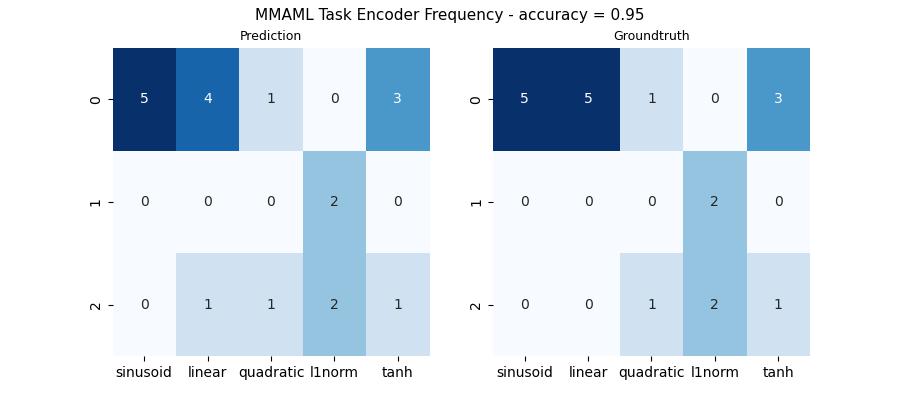 MMAML Task Encoder Frequency - accuracy = 0.95
Prediction
Groundtruth
0 5 4 1 0 3
0 5 5 1 0 3
1 0 0 0 2 0
1 0 0 0 2 0
2 0 1 1 2 1
2 0 0 1 2 1
sinusoid linear quadratic l1norm tanh
sinusoid linear quadratic l1norm tanh